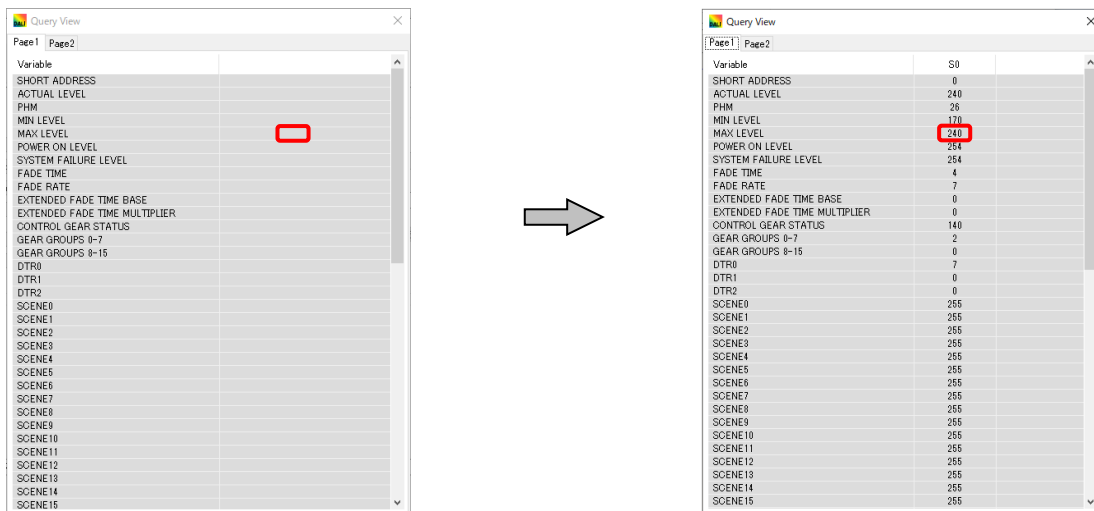 DALI Query View
Page1 Page2
Variable
SHORT ADDRESS
ACTUAL LEVEL
PHM
MIN LEVEL
MAX LEVEL
POWER ON LEVEL
SYSTEM FAILURE LEVEL
FADE TIME
FADE RATE
EXTENDED FADE TIME BASE
EXTENDED FADE TIME MULTIPLIER
CONTROL GEAR STATUS
GEAR GROUPS 0-7
GEAR GROUPS 8-15
DTR0
DTR1
DTR2
SCENE0
SCENE1
SCENE2
SCENE3
SCENE4
SCENE5
SCENE6
SCENE7
SCENE8
SCENE9
SCENE10
SCENE11
SCENE12
SCENE13
SCENE14
SCENE15
DALI Query View
Page1 Page2
Variable S0
SHORT ADDRESS 0
ACTUAL LEVEL 240
PHM 26
MIN LEVEL 170
MAX LEVEL 240
POWER ON LEVEL 254
SYSTEM FAILURE LEVEL 254
FADE TIME 4
FADE RATE 7
EXTENDED FADE TIME BASE 0
EXTENDED FADE TIME MULTIPLIER 0
CONTROL GEAR STATUS 140
GEAR GROUPS 0-7 2
GEAR GROUPS 8-15 0
DTR0 7
DTR1 0
DTR2 0
SCENE0 255
SCENE1 255
SCENE2 255
SCENE3 255
SCENE4 255
SCENE5 255
SCENE6 255
SCENE7 255
SCENE8 255
SCENE9 255
SCENE10 255
SCENE11 255
SCENE12 255
SCENE13 255
SCENE14 255
SCENE15 255